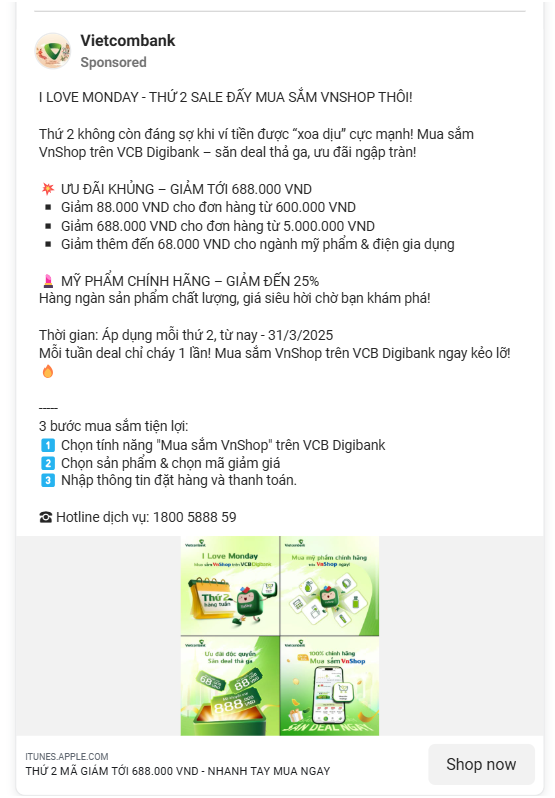 Vietcombank
Sponsored
I LOVE MONDAY - THỨ 2 SALE ĐẤY MUA SẮM VNSHOP THÔI!
Thứ 2 không còn đáng sợ khi ví tiền được “xoa dịu” cực mạnh! Mua sắm
VnShop trên VCB Digibank – săn deal thả ga, ưu đãi ngập tràn!
💥 ƯU ĐÃI KHỦNG – GIẢM TỚI 688.000 VND
▪️ Giảm 88.000 VND cho đơn hàng từ 600.000 VND
▪️ Giảm 688.000 VND cho đơn hàng từ 5.000.000 VND
▪️ Giảm thêm đến 68.000 VND cho ngành mỹ phẩm & điện gia dụng
💄 MỸ PHẨM CHÍNH HÃNG – GIẢM ĐẾN 25%
Hàng ngàn sản phẩm chất lượng, giá siêu hời chờ bạn khám phá!
Thời gian: Áp dụng mỗi thứ 2, từ nay - 31/3/2025
Mỗi tuần deal chỉ cháy 1 lần! Mua sắm VnShop trên VCB Digibank ngay kẻo lỡ!
🔥
-----
3 bước mua sắm tiện lợi:
1️⃣ Chọn tính năng "Mua sắm VnShop" trên VCB Digibank
2️⃣ Chọn sản phẩm & chọn mã giảm giá
3️⃣ Nhập thông tin đặt hàng và thanh toán.
☎ Hotline dịch vụ: 1800 5888 59
Vietcombank
I Love Monday
Mua sắm VnShop trên VCB Digibank
Thứ 2
hàng tuần
Vietcombank
Mua mỹ phẩm chính hãng
trên VnShop ngay!
Vietcombank
Ưu đãi độc quyền
Săn deal thả ga
Vietcombank
100% chính hãng
Mua sắm VnShop
SĂN DEAL NGAY
ITUNES.APPLE.COM
THỨ 2 MÃ GIẢM TỚI 688.000 VND - NHANH TAY MUA NGAY
Shop now